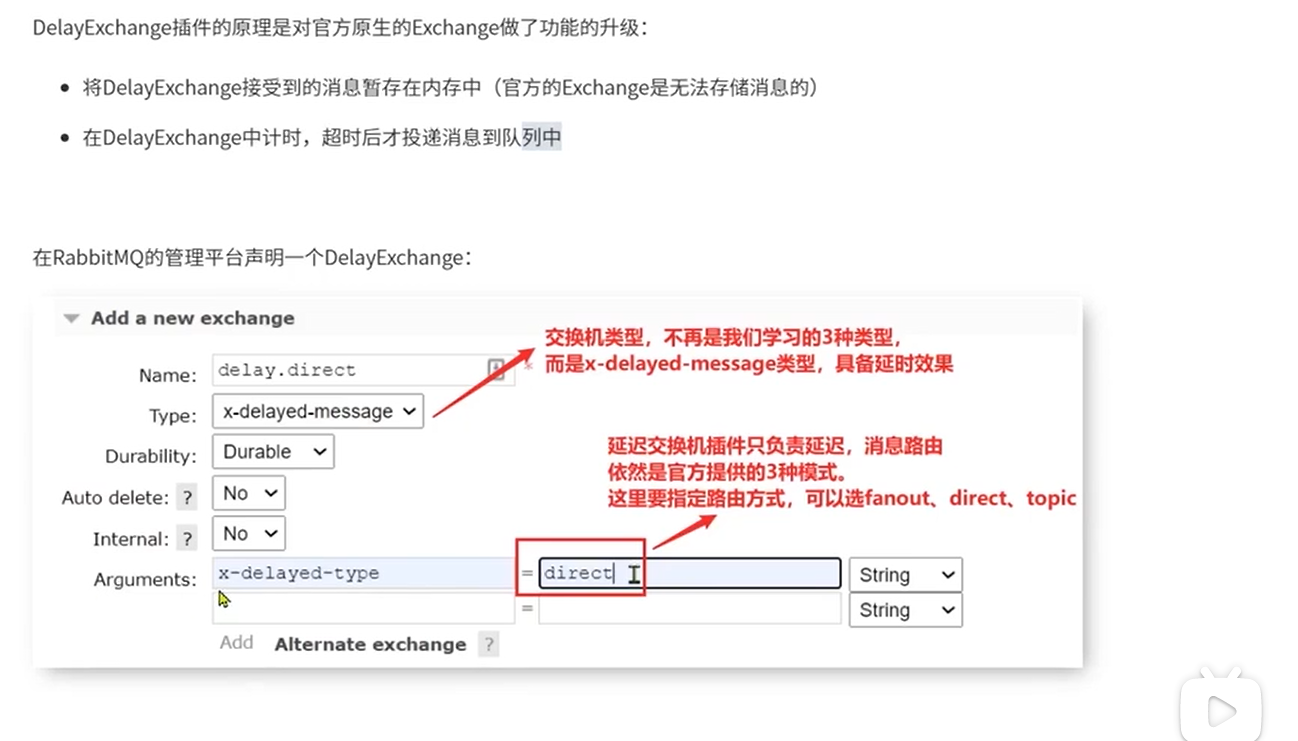 DelayExchange插件的原理是对官方原生的Exchange做了功能的升级：
将DelayExchange接受到的消息暂存在内存中（官方的Exchange是无法存储消息的）
在DelayExchange中计时，超时后才投递消息到队列中
在RabbitMQ的管理平台声明一个DelayExchange：
Add a new exchange
交换机类型，不再是我们学习的3种类型，
而是x-delayed-message类型，具备延时效果
Name: delay.direct *
Type: x-delayed-message
延迟交换机插件只负责延迟，消息路由
依然是官方提供的3种模式。
这里要指定路由方式，可以选fanout、direct、topic
Durability: Durable
Auto delete: ? No
Internal: ? No
Arguments: x-delayed-type = direct String
= String
Add Alternate exchange ?